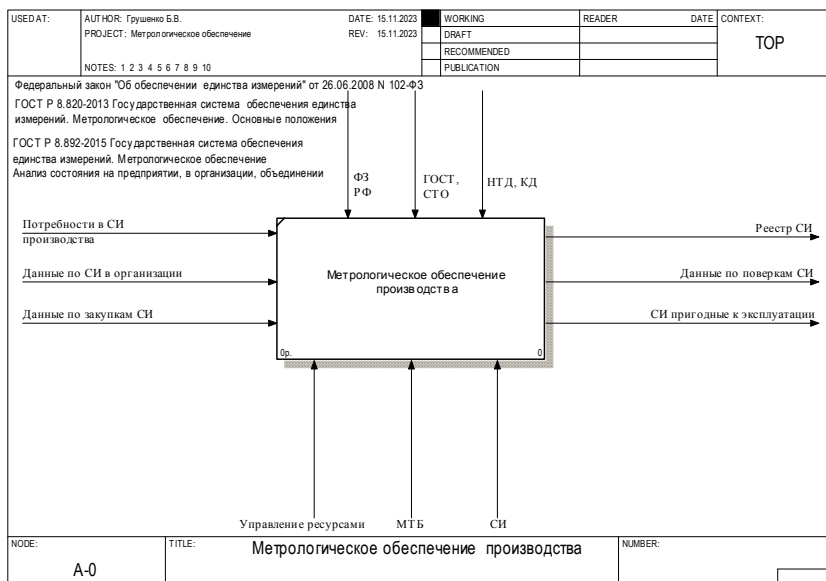 USED AT:
AUTHOR: Грушенко Б.В.
DATE: 15.11.2023
WORKING
READER
DATE
CONTEXT:
PROJECT: Метрологическое обеспечение
REV: 15.11.2023
DRAFT
TOP
RECOMMENDED
NOTES: 1 2 3 4 5 6 7 8 9 10
PUBLICATION
Федеральный закон "Об обеспечении единства измерений" от 26.06.2008 N 102-ФЗ
ГОСТ Р 8.820-2013 Государственная система обеспечения единства
измерений. Метрологическое обеспечение. Основные положения
ГОСТ Р 8.892-2015 Государственная система обеспечения
единства измерений. Метрологическое обеспечение
Анализ состояния на предприятии, в организации, объединении
ФЗ
РФ
ГОСТ,
СТО
НТД, КД
Потребности в СИ
производства
Данные по СИ в организации
Данные по закупкам СИ
Метрологическое обеспечение
производства
0р.
0
Реестр СИ
Данные по поверкам СИ
СИ пригодные к эксплуатации
Управление ресурсами
МТБ
СИ
NODE:
TITLE:
Метрологическое обеспечение производства
NUMBER:
A-0